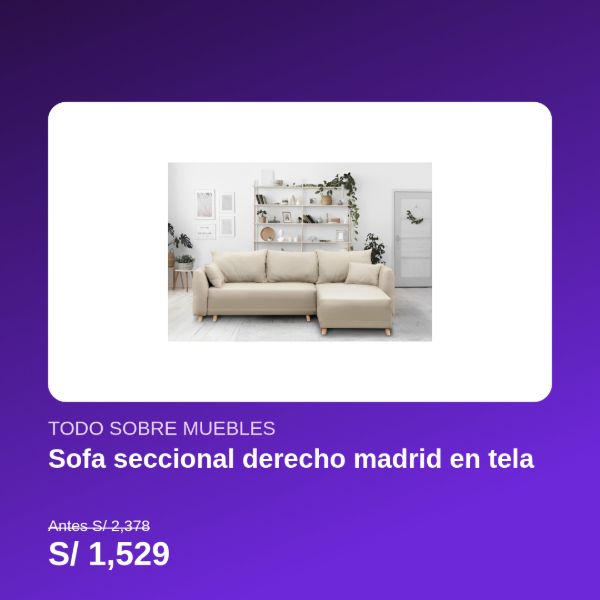 TODO SOBRE MUEBLES
Sofa seccional derecho madrid en tela
Antes S/ 2,378
S/ 1,529